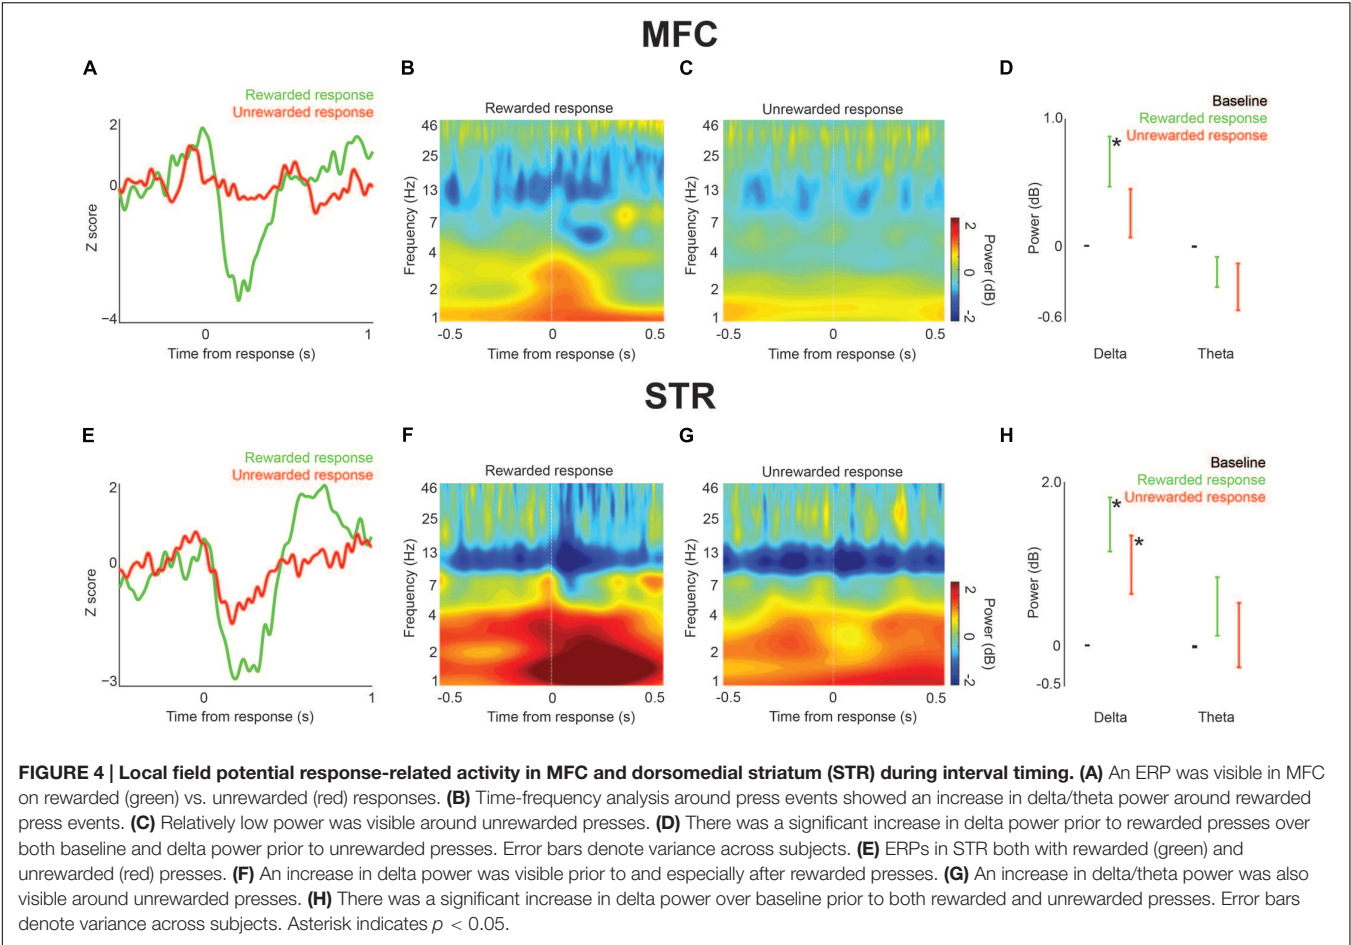 MFC
A
Rewarded response
Unrewarded response
2
0
−4
Z score
0
1
Time from response (s)
B
Rewarded response
46
25
13
7
4
2
1
Frequency (Hz)
-0.5
0
0.5
Time from response (s)
C
Unrewarded response
46
25
13
7
4
2
1
Frequency (Hz)
-0.5
0
0.5
Time from response (s)
2
0
-2
Power (dB)
D
Baseline
Rewarded response
Unrewarded response
1.0
0
-0.6
Power (dB)
*
Delta
Theta
STR
E
Rewarded response
Unrewarded response
2
0
−3
Z score
0
1
Time from response (s)
F
Rewarded response
46
25
13
7
4
2
1
Frequency (Hz)
-0.5
0
0.5
Time from response (s)
G
Unrewarded response
46
25
13
7
4
2
1
Frequency (Hz)
-0.5
0
0.5
Time from response (s)
2
0
-2
Power (dB)
H
Baseline
Rewarded response
Unrewarded response
2.0
0
-0.5
Power (dB)
*
*
Delta
Theta
FIGURE 4 | Local field potential response-related activity in MFC and dorsomedial striatum (STR) during interval timing. (A) An ERP was visible in MFC
on rewarded (green) vs. unrewarded (red) responses. (B) Time-frequency analysis around press events showed an increase in delta/theta power around rewarded
press events. (C) Relatively low power was visible around unrewarded presses. (D) There was a significant increase in delta power prior to rewarded presses over
both baseline and delta power prior to unrewarded presses. Error bars denote variance across subjects. (E) ERPs in STR both with rewarded (green) and
unrewarded (red) presses. (F) An increase in delta power was visible prior to and especially after rewarded presses. (G) An increase in delta/theta power was also
visible around unrewarded presses. (H) There was a significant increase in delta power over baseline prior to both rewarded and unrewarded presses. Error bars
denote variance across subjects. Asterisk indicates p < 0.05.